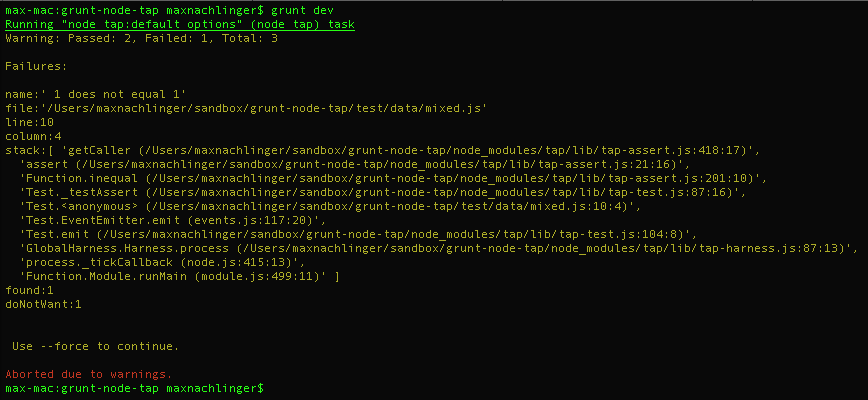 max-mac:grunt-node-tap maxnachlinger$ grunt dev
Running "node_tap:default_options" (node_tap) task
Warning: Passed: 2, Failed: 1, Total: 3
Failures:
name:' 1 does not equal 1'
file:'/Users/maxnachlinger/sandbox/grunt-node-tap/test/data/mixed.js'
line:10
column:4
stack:[ 'getCaller (/Users/maxnachlinger/sandbox/grunt-node-tap/node_modules/tap/lib/tap-assert.js:418:17)',
'assert (/Users/maxnachlinger/sandbox/grunt-node-tap/node_modules/tap/lib/tap-assert.js:21:16)',
'Function.inequal (/Users/maxnachlinger/sandbox/grunt-node-tap/node_modules/tap/lib/tap-assert.js:201:10)',
'Test._testAssert (/Users/maxnachlinger/sandbox/grunt-node-tap/node_modules/tap/lib/tap-test.js:87:16)',
'Test.<anonymous> (/Users/maxnachlinger/sandbox/grunt-node-tap/test/data/mixed.js:10:4)',
'Test.EventEmitter.emit (events.js:117:20)',
'Test.emit (/Users/maxnachlinger/sandbox/grunt-node-tap/node_modules/tap/lib/tap-test.js:104:8)',
'GlobalHarness.Harness.process (/Users/maxnachlinger/sandbox/grunt-node-tap/node_modules/tap/lib/tap-harness.js:87:13)',
'process._tickCallback (node.js:415:13)',
'Function.Module.runMain (module.js:499:11)' ]
found:1
doNotWant:1
Use --force to continue.
Aborted due to warnings.
max-mac:grunt-node-tap maxnachlinger$